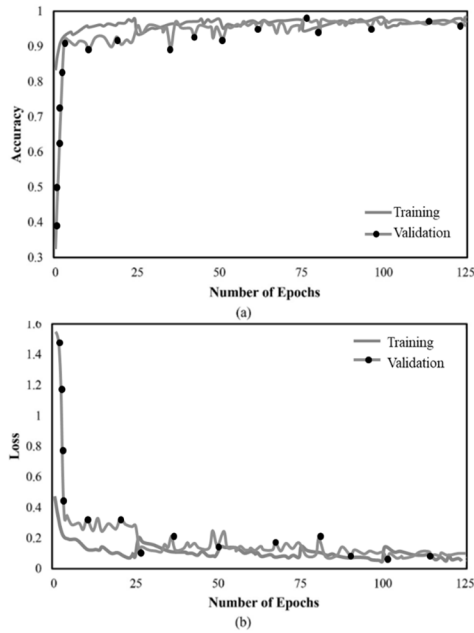 1
0.9
0.8
0.7
0.6
0.5
0.4
0.3
Accuracy
Training
Validation
0 25 50 75 100 125
Number of Epochs
(a)
1.6
1.4
1.2
1
0.8
0.6
0.4
0.2
0
Loss
Training
Validation
0 25 50 75 100 125
Number of Epochs
(b)